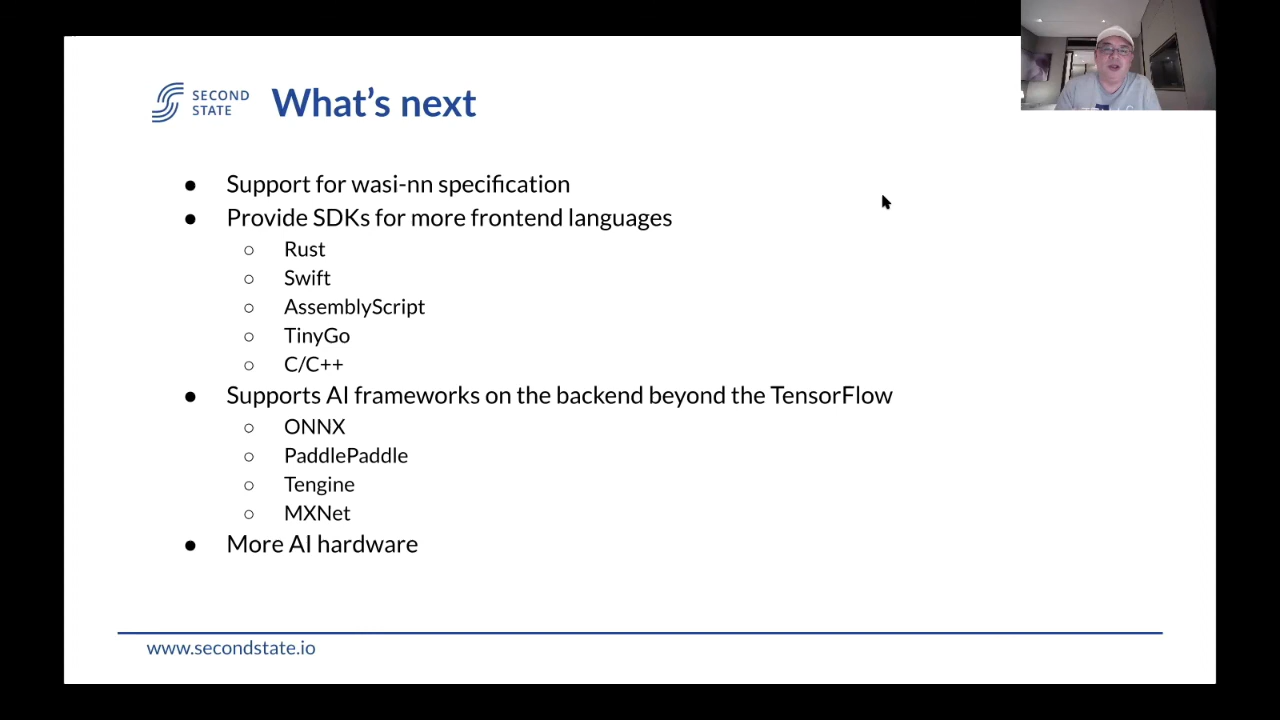 SECOND
STATE
What's next
● Support for wasi-nn specification
● Provide SDKs for more frontend languages
○ Rust
○ Swift
○ AssemblyScript
○ TinyGo
○ C/C++
● Supports AI frameworks on the backend beyond the TensorFlow
○ ONNX
○ PaddlePaddle
○ Tengine
○ MXNet
● More AI hardware
www.secondstate.io